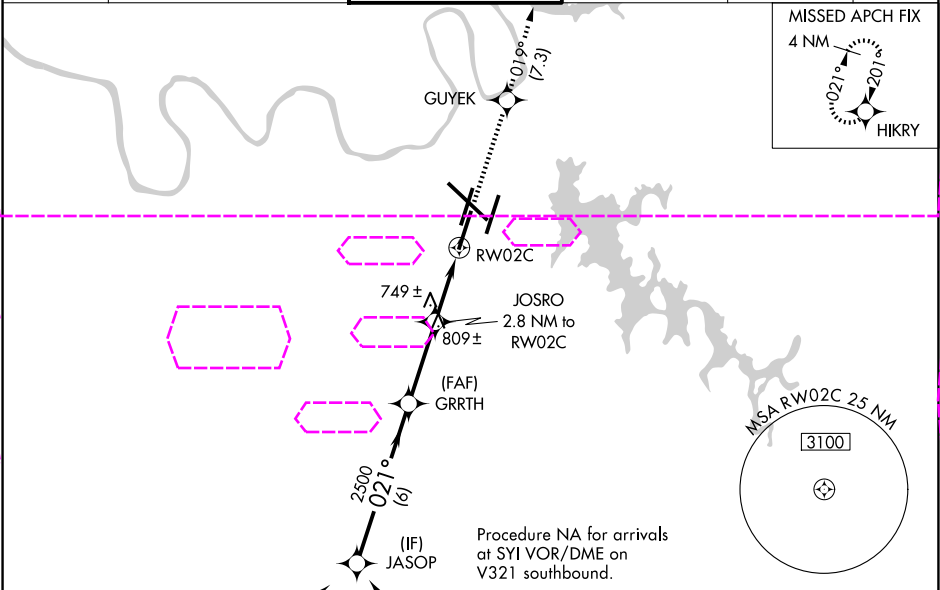 MISSED APCH FIX
4 NM
021°
201°
HIKRY
019°
(7.3)
GUYEK
RW02C
749 ±
JOSRO
2.8 NM to
RW02C
809 ±
(FAF)
GRRTH
MSA RW02C 25 NM
3100
2500
021°
(6)
(IF)
JASOP
Procedure NA for arrivals
at SYI VOR/DME on
V321 southbound.